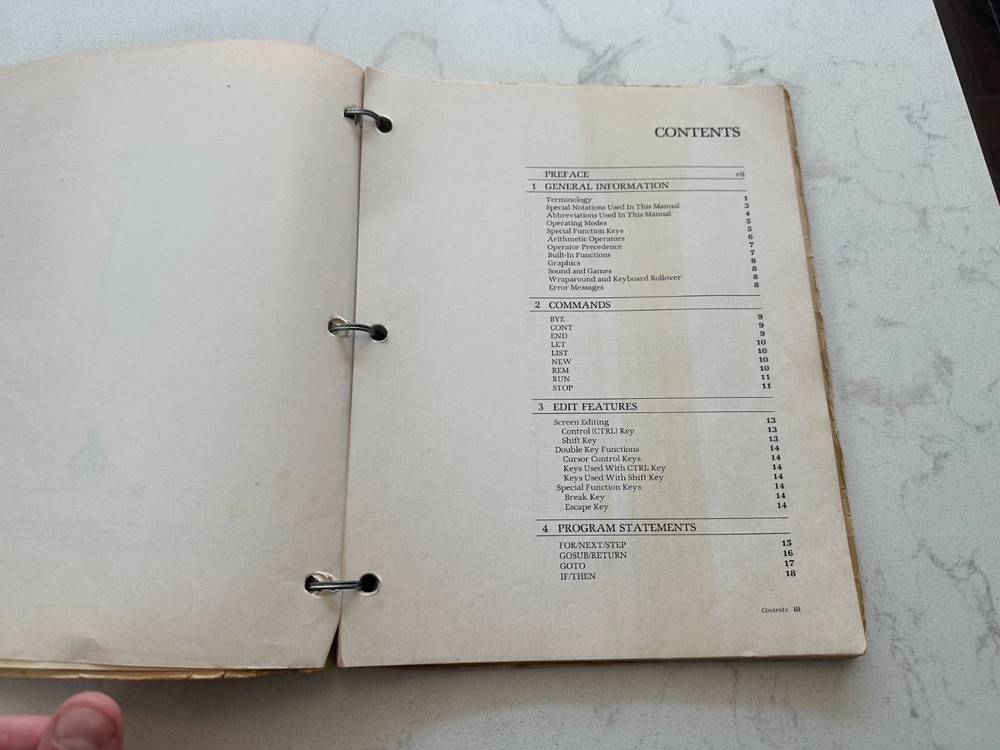 CONTENTS
PREFACE vii
1 GENERAL INFORMATION
Terminology 1
Special Notations Used In This Manual 3
Abbreviations Used In This Manual 4
Operating Modes 5
Special Function Keys 5
Arithmetic Operators 6
Operator Precedence 7
Built-In Functions 7
Graphics 8
Sound and Games 8
Wraparound and Keyboard Rollover 8
Error Messages 8
2 COMMANDS
BYE 9
CONT 9
END 9
LET 10
LIST 10
NEW 10
REM 10
RUN 11
STOP 11
3 EDIT FEATURES
Screen Editing 13
Control (CTRL) Key 13
Shift Key 13
Double Key Functions 14
Cursor Control Keys 14
Keys Used With CTRL Key 14
Keys Used With Shift Key 14
Special Function Keys 14
Break Key 14
Escape Key 14
4 PROGRAM STATEMENTS
FOR/NEXT/STEP 15
GOSUB/RETURN 16
GOTO 17
IF/THEN 18
Contents iii